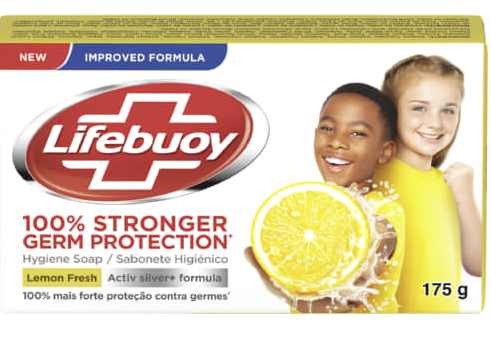 NEW
IMPROVED FORMULA
Lifebuoy
100% STRONGER
GERM PROTECTION*
Hygiene Soap / Sabonete Higiénico
Lemon Fresh Activ silver+ formula
100% mais forte proteção contra germes*
175 g